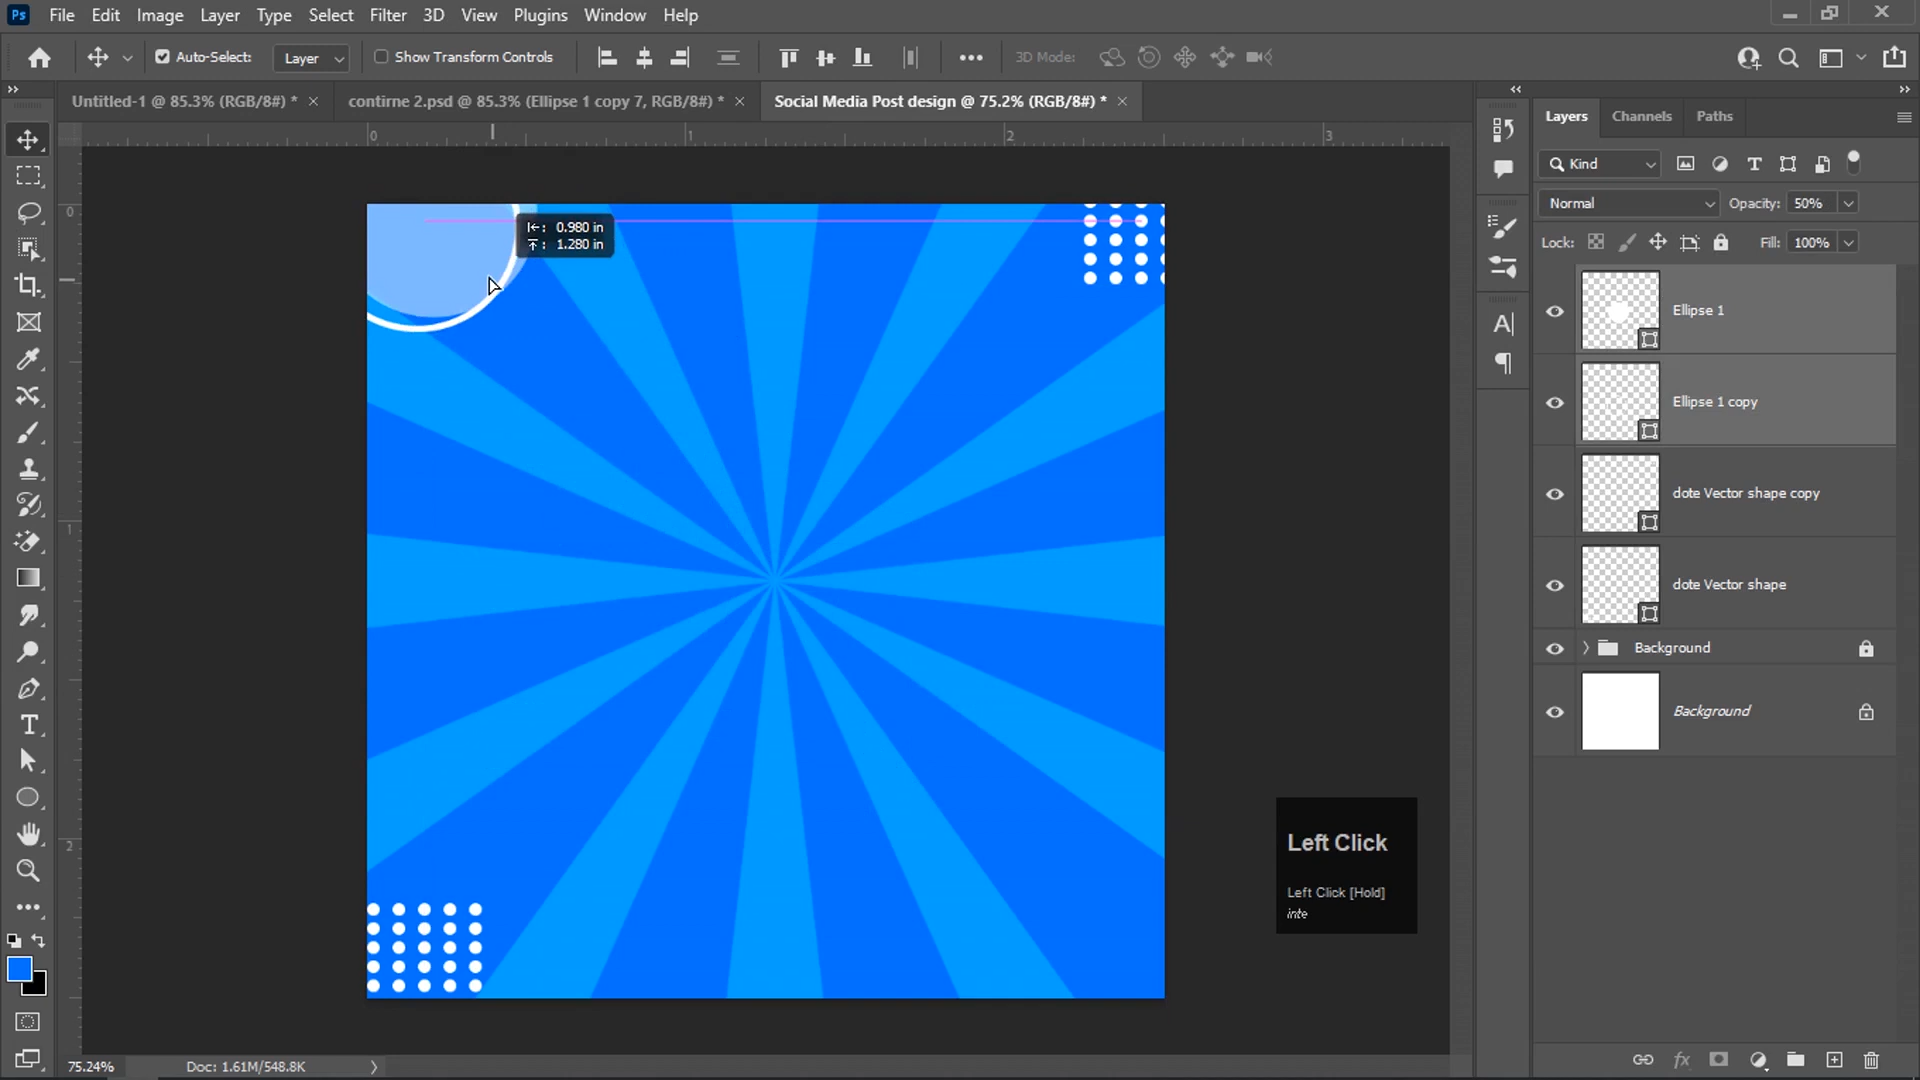 Ps File Edit Image Layer Type Select Filter 3D View Plugins Window Help
Auto-Select: Layer Show Transform Controls 3D Mode:
Untitled-1 @ 85.3% (RGB/8#) * contirne 2.psd @ 85.3% (Ellipse 1 copy 7, RGB/8#) * Social Media Post design @ 75.2% (RGB/8#) *
0 1 2 3
0
1
2
0.980 in
1.280 in
Left Click
Left Click [Hold]
inte
Layers Channels Paths
Kind
Normal Opacity: 50%
Lock: Fill: 100%
Ellipse 1
Ellipse 1 copy
dote Vector shape copy
dote Vector shape
Background
Background
75.24% Doc: 1.61M/548.8K